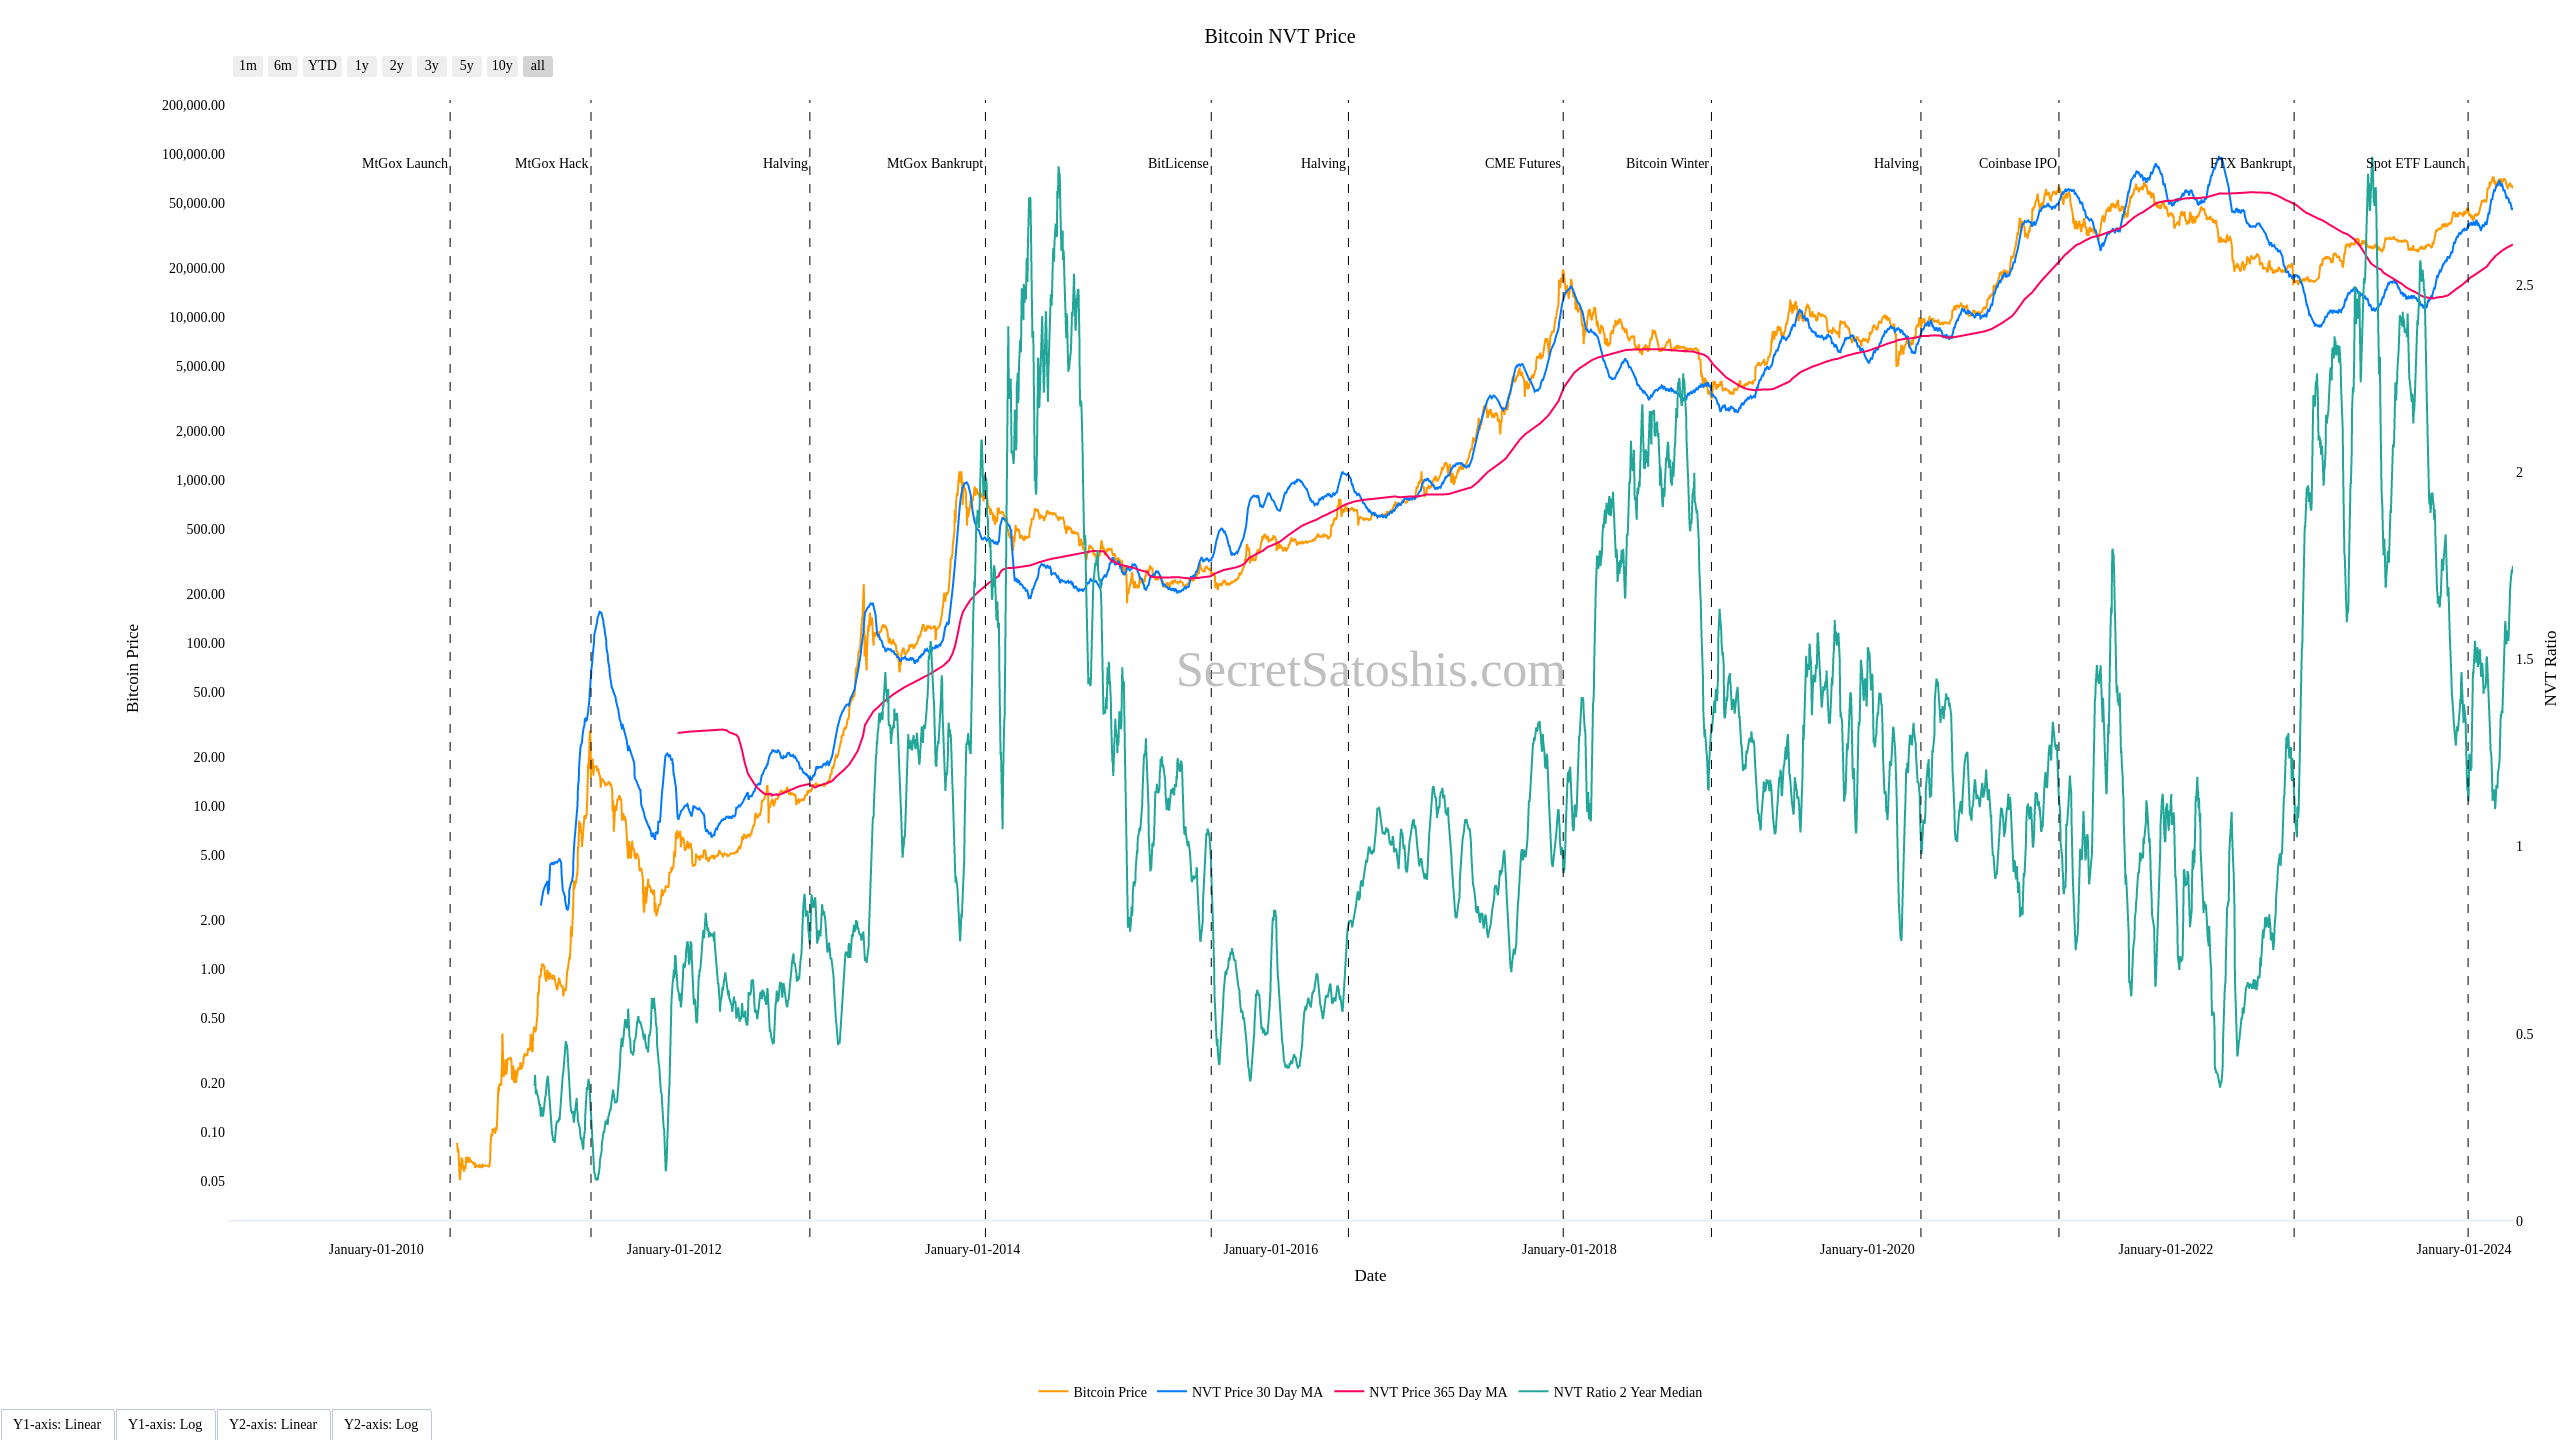 Bitcoin NVT Price
1m 6m YTD 1y 2y 3y 5y 10y all
200,000.00
100,000.00
50,000.00
20,000.00
10,000.00
5,000.00
2,000.00
1,000.00
500.00
200.00
100.00
50.00
20.00
10.00
5.00
2.00
1.00
0.50
0.20
0.10
0.05
Bitcoin Price
MtGox Launch MtGox Hack Halving MtGox Bankrupt BitLicense Halving CME Futures Bitcoin Winter Halving Coinbase IPO FTX Bankrupt Spot ETF Launch
SecretSatoshis.com
2.5
2
1.5
1
0.5
0
NVT Ratio
January-01-2010 January-01-2012 January-01-2014 January-01-2016 January-01-2018 January-01-2020 January-01-2022 January-01-2024
Date
Bitcoin Price NVT Price 30 Day MA NVT Price 365 Day MA NVT Ratio 2 Year Median
Y1-axis: Linear Y1-axis: Log Y2-axis: Linear Y2-axis: Log